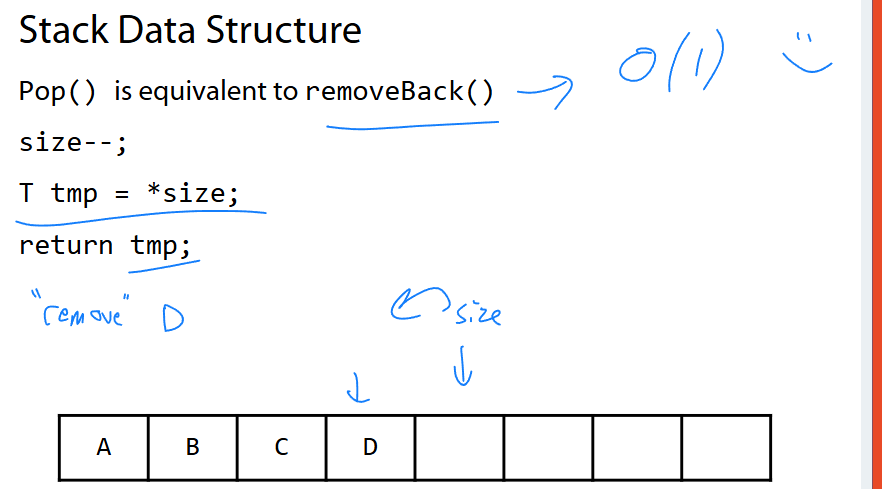 Stack Data Structure
Pop() is equivalent to removeBack() → O(1) ¨⌣
size--;
T tmp = *size;
return tmp;
"remove" D
size
A B C D